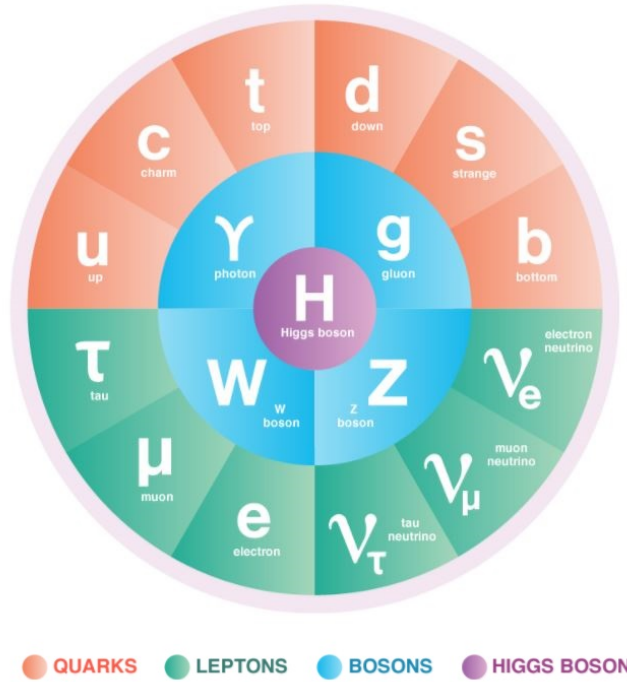 t
top
d
down
c
charm
s
strange
u
up
b
bottom
γ
photon
g
gluon
H
Higgs boson
W
W
boson
Z
Z
boson
τ
tau
νe
electron
neutrino
μ
muon
νμ
muon
neutrino
e
electron
ντ
tau
neutrino
QUARKS LEPTONS BOSONS HIGGS BOSON